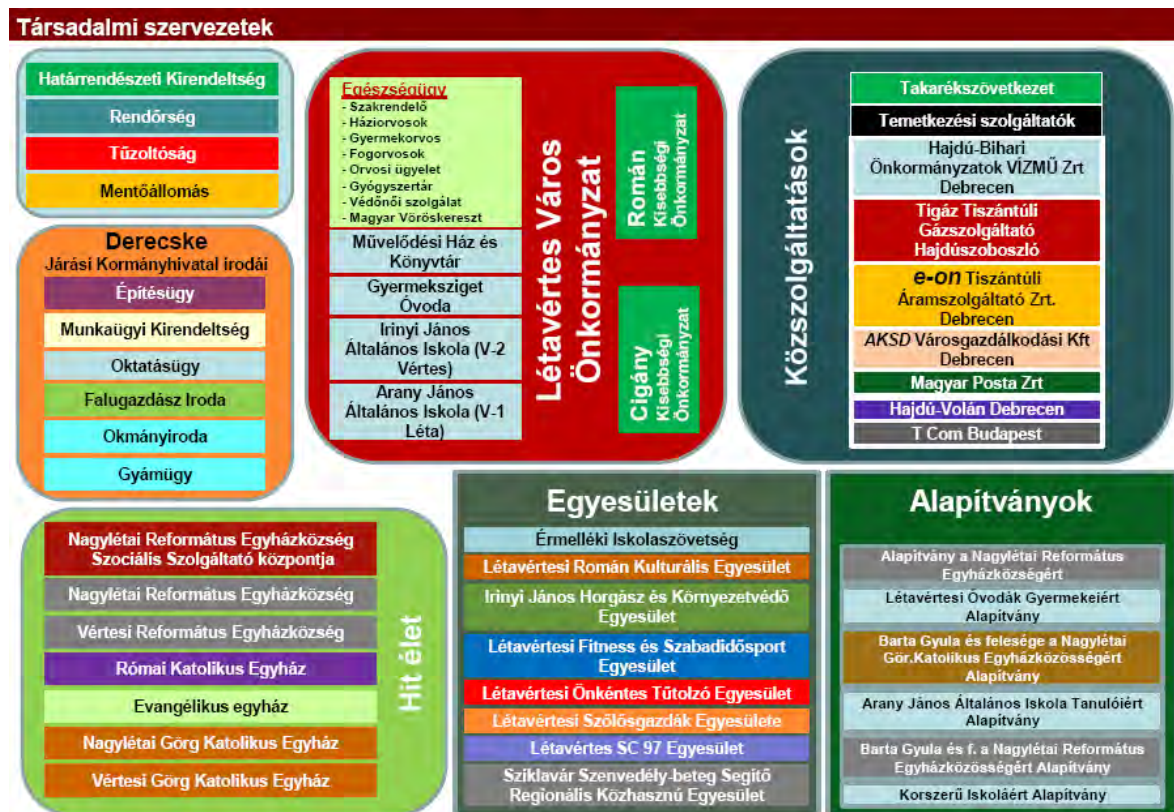 Társadalmi szervezetek
Határrendészeti Kirendeltség
Rendőrség
Tűzoltóság
Mentőállomás
Derecske
Járási Kormányhivatal irodái
Építésügy
Munkaügyi Kirendeltség
Oktatásügy
Falugazdász Iroda
Okmányiroda
Gyámügy
Egészségügy
- Szakrendelő
- Háziorvosok
- Gyermekorvos
- Fogorvosok
- Orvosi ügyelet
- Gyógyszertár
- Védőnői szolgálat
- Magyar Vöröskereszt
Művelődési Ház és
Könyvtár
Gyermeksziget
Óvoda
Irinyi János
Általános Iskola (V-2
Vértes)
Arany János
Általános Iskola (V-1
Léta)
Létavértes Város
Önkormányzat
Román
Kisebbségi
Önkormányzat
Cigány
Kisebbségi
Önkormányzat
Közszolgáltatások
Takarékszövetkezet
Temetkezési szolgáltatók
Hajdú-Bihari
Önkormányzatok VÍZMŰ Zrt
Debrecen
Tigáz Tiszántúli
Gázszolgáltató
Hajdúszoboszló
e-on Tiszántúli
Áramszolgáltató Zrt.
Debrecen
AKSD Városgazdálkodási Kft
Debrecen
Magyar Posta Zrt
Hajdú-Volán Debrecen
T Com Budapest
Nagylétai Református Egyházközség
Szociális Szolgáltató központja
Nagylétai Református Egyházközség
Vértesi Református Egyházközség
Római Katolikus Egyház
Evangélikus egyház
Nagylétai Görg Katolikus Egyház
Vértesi Görg Katolikus Egyház
Hit élet
Egyesületek
Érmelléki Iskolaszövetség
Létavértesi Román Kulturális Egyesület
Irinyi János Horgász és Környezetvédő
Egyesület
Létavértesi Fitness és Szabadidősport
Egyesület
Létavértesi Önkéntes Tűtolzó Egyesület
Létavértesi Szőlősgazdák Egyesülete
Létavértes SC 97 Egyesület
Sziklavár Szenvedély-beteg Segítő
Regionális Közhasznú Egyesület
Alapítványok
Alapítvány a Nagylétai Református
Egyházközségért
Létavértesi Óvodák Gyermekeiért
Alapítvány
Barta Gyula és felesége a Nagylétai
Gör.Katolikus Egyházközösségért
Alapítvány
Arany János Általános Iskola Tanulóiért
Alapítvány
Barta Gyula és f. a Nagylétai Református
Egyházközösségért Alapítvány
Korszerű Iskoláért Alapítvány